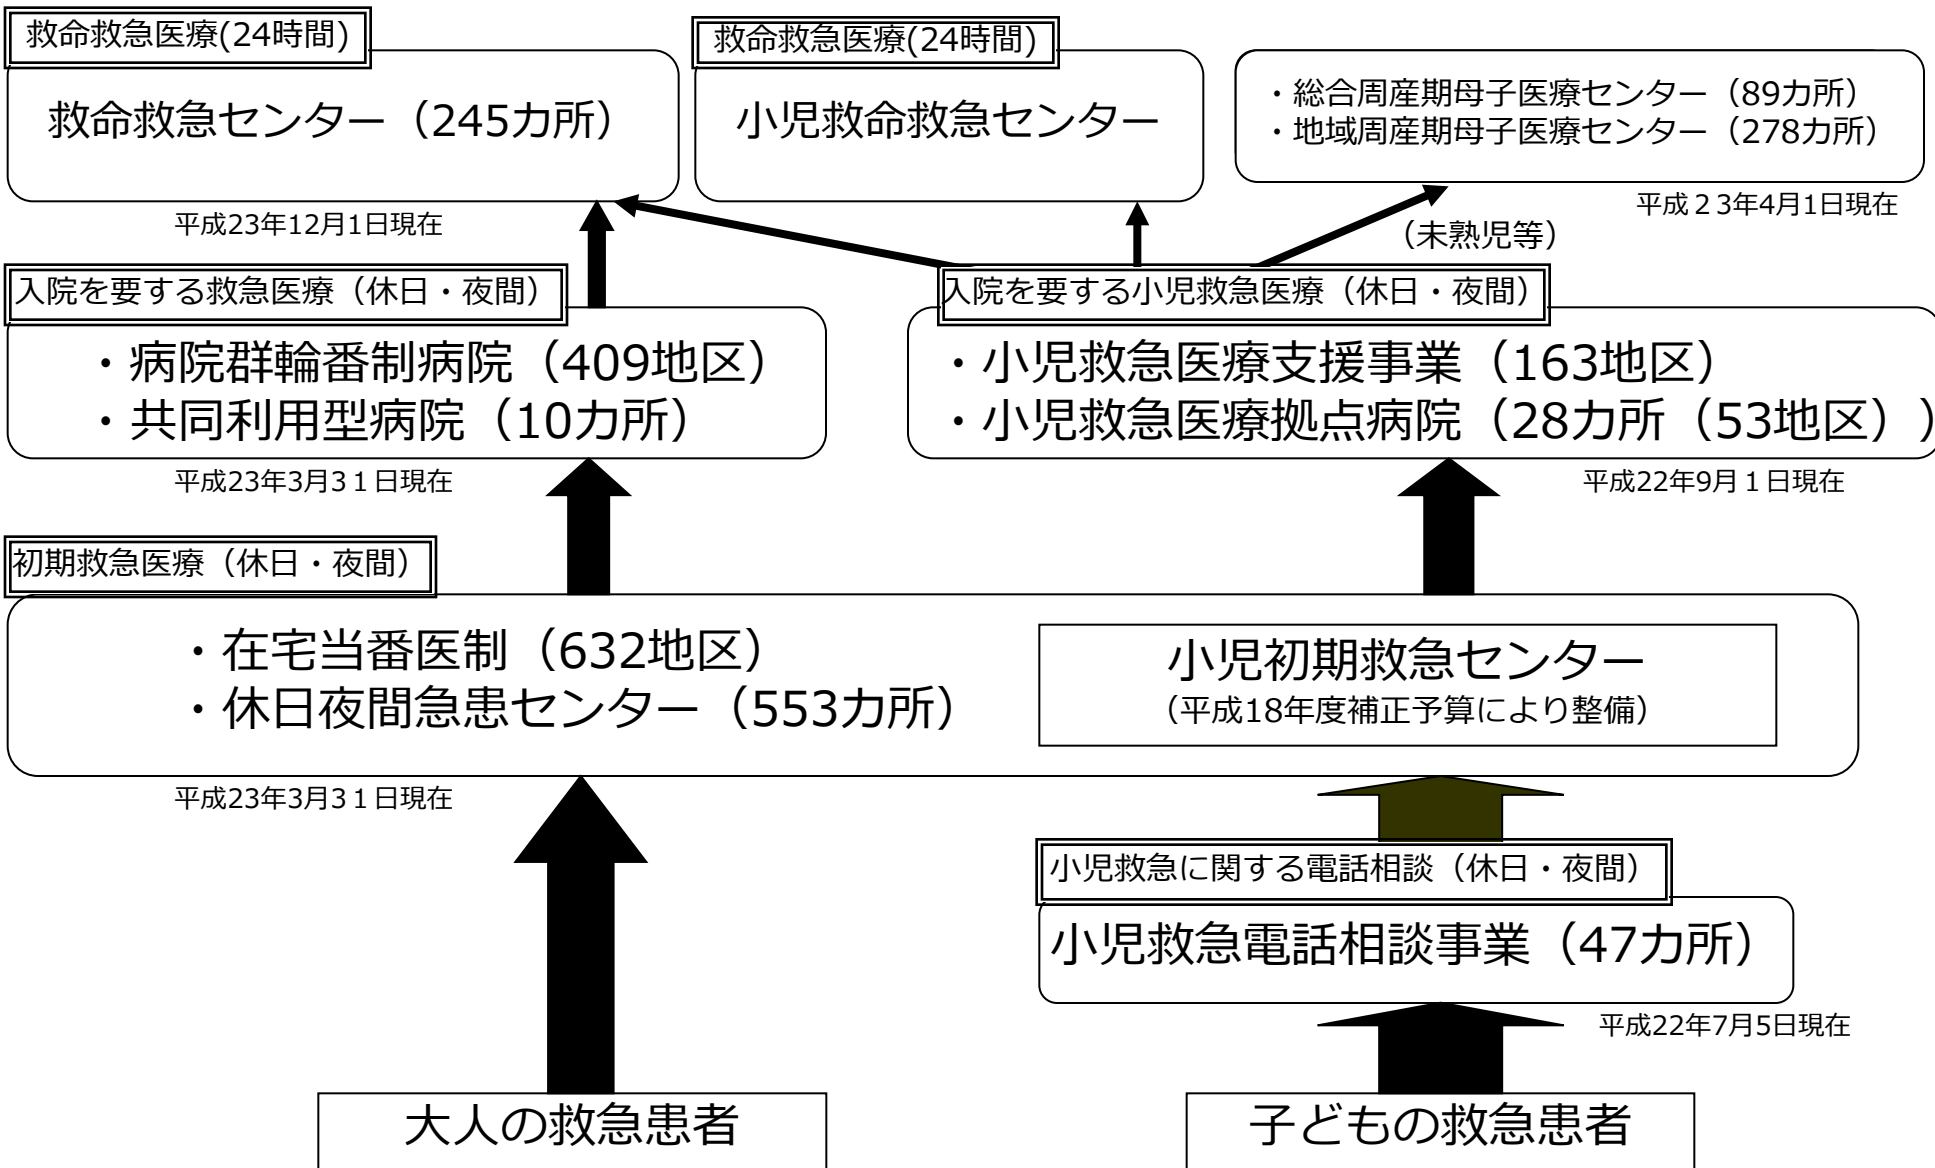 救命救急医療(24時間)
救命救急センター（245カ所）
平成23年12月1日現在
救命救急医療(24時間)
小児救命救急センター
・総合周産期母子医療センター（89カ所）
・地域周産期母子医療センター（278カ所）
平成２3年4月1日現在
（未熟児等）
入院を要する救急医療（休日・夜間）
・病院群輪番制病院（409地区）
・共同利用型病院（10カ所）
平成23年3月3１日現在
入院を要する小児救急医療（休日・夜間）
・小児救急医療支援事業（163地区）
・小児救急医療拠点病院（28カ所（53地区））
平成22年9月１日現在
初期救急医療（休日・夜間）
・在宅当番医制（632地区）
・休日夜間急患センター（553カ所）
小児初期救急センター
（平成18年度補正予算により整備）
平成23年3月3１日現在
小児救急に関する電話相談（休日・夜間）
小児救急電話相談事業（47カ所）
平成22年7月5日現在
大人の救急患者
子どもの救急患者